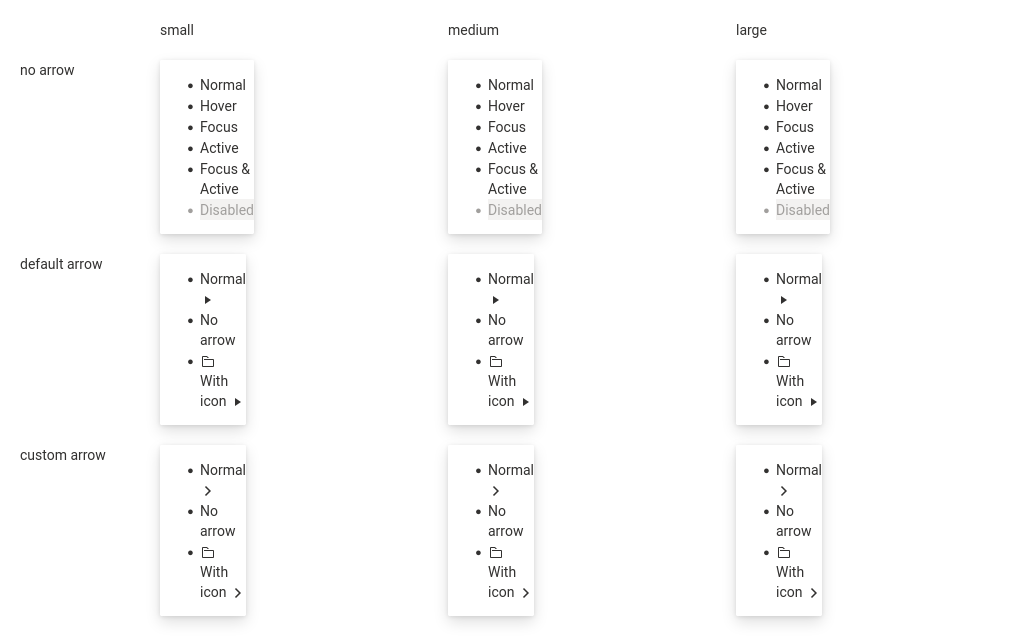 small medium large
no arrow
• Normal • Normal • Normal
• Hover • Hover • Hover
• Focus • Focus • Focus
• Active • Active • Active
• Focus & • Focus & • Focus &
Active Active Active
• Disabled • Disabled • Disabled
default arrow
• Normal • Normal • Normal
• No • No • No
arrow arrow arrow
With With With
icon icon icon
custom arrow
• Normal • Normal • Normal
• No • No • No
arrow arrow arrow
With With With
icon icon icon